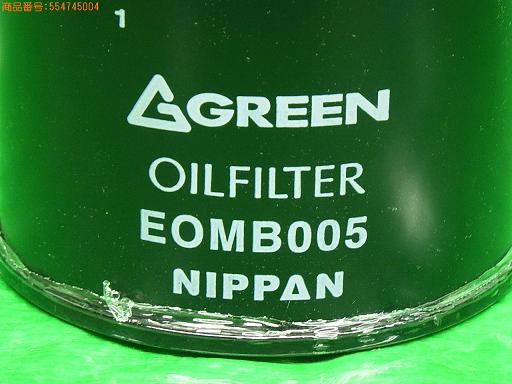 商品番号:554745004
1
GREEN
OILFILTER
EOMB005
NIPPAN